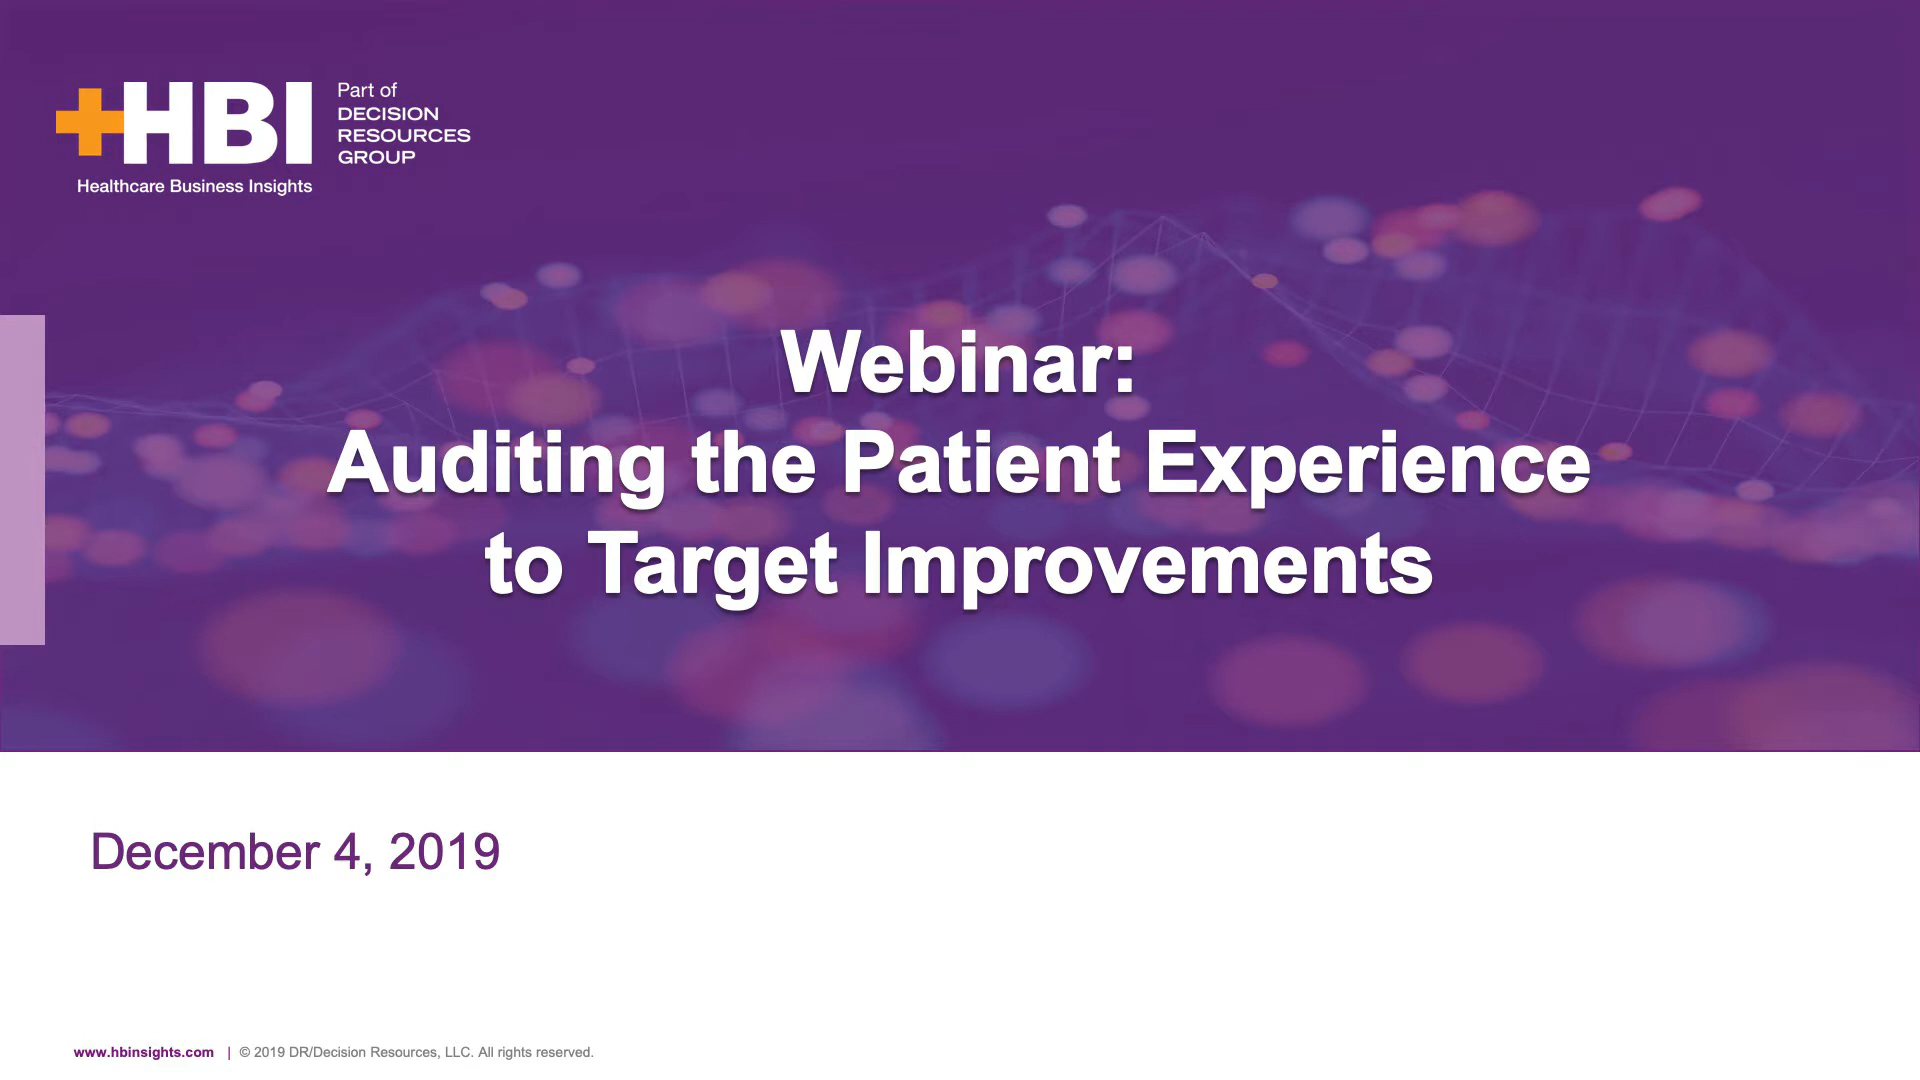 HBI
Healthcare Business Insights
Part of
DECISION
RESOURCES
GROUP
Webinar:
Auditing the Patient Experience
to Target Improvements
December 4, 2019
www.hbinsights.com | © 2019 DR/Decision Resources, LLC. All rights reserved.